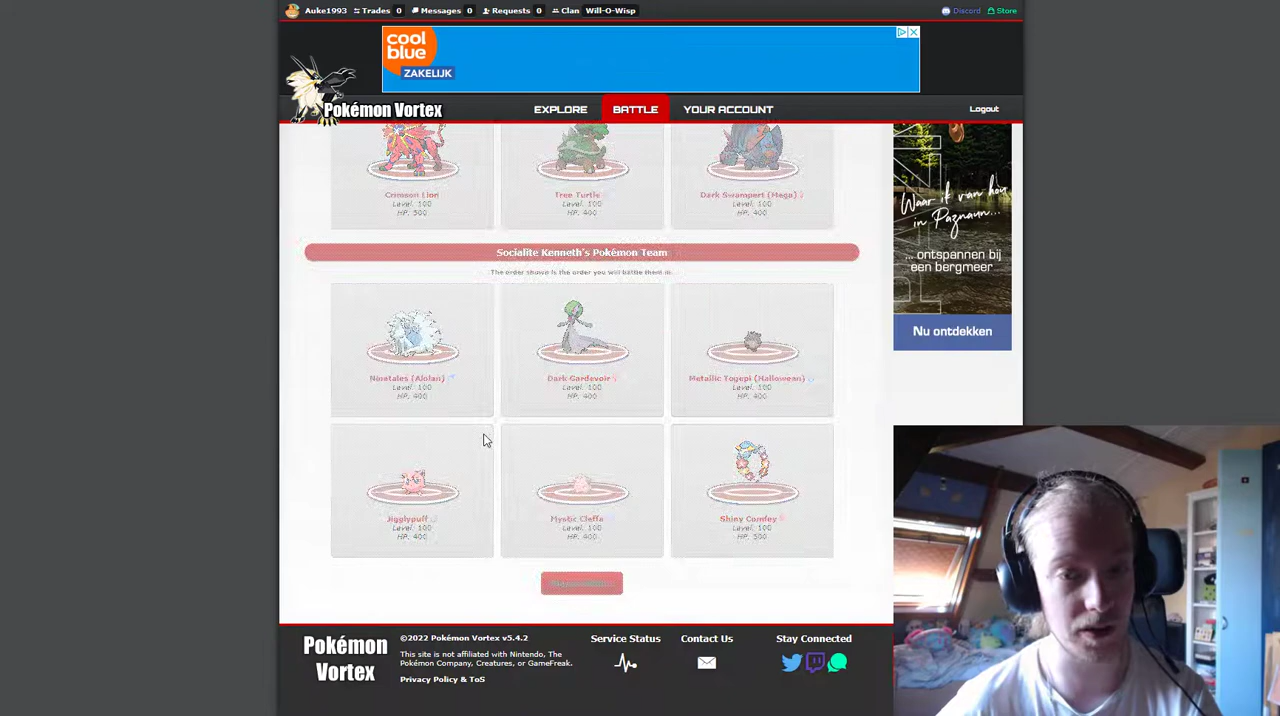 Auke1993 Trades 0 Messages 0 Requests 0 Clan Will-O-Wisp Discord Store
cool
blue
ZAKELIJK
Pokémon Vortex EXPLORE BATTLE YOUR ACCOUNT Logout
Crimson Lion
Level: 100
HP: 500
Tree Turtle
Level: 100
HP: 400
Dark Swampert (Mega)
Level: 100
HP: 400
Waar ik van hou
in Paznaun...
...ontspannen bij
een bergmeer
Nu ontdekken
Socialite Kenneth's Pokémon Team
The order shown is the order you will battle them in.
Ninetales (Alolan)
Level: 100
HP: 400
Dark Gardevoir
Level: 100
HP: 400
Metallic Togepi (Halloween)
Level: 100
HP: 400
Jigglypuff
Level: 100
HP: 400
Mystic Cleffa
Level: 100
HP: 400
Shiny Comfey
Level: 100
HP: 500
Pokémon
Vortex
©2022 Pokémon Vortex v5.4.2
This site is not affiliated with Nintendo, The
Pokémon Company, Creatures, or GameFreak.
Privacy Policy & ToS
Service Status
Contact Us
Stay Connected